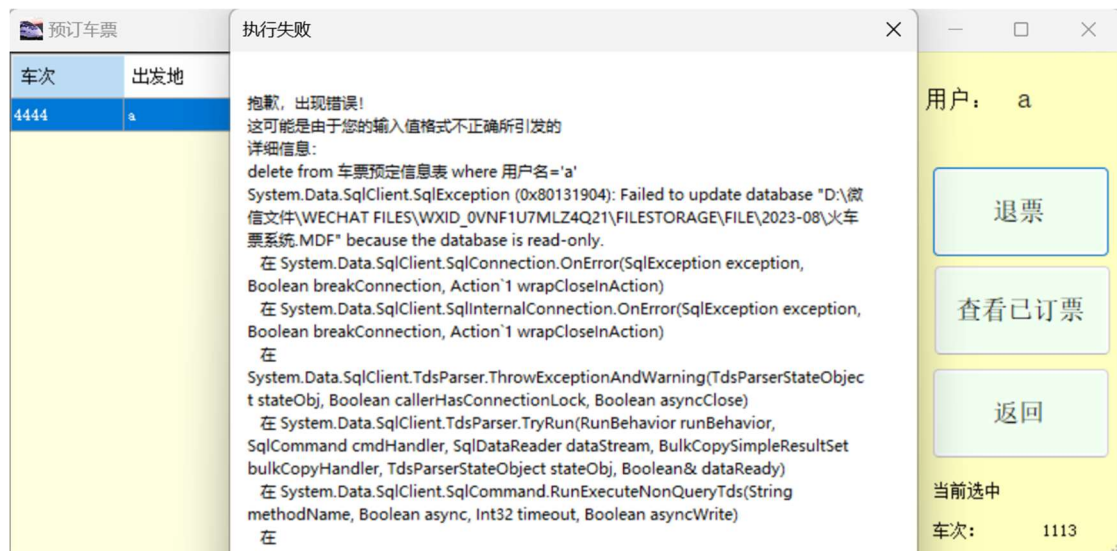 预订车票
车次 出发地
4444 a
执行失败
抱歉，出现错误!
这可能是由于您的输入值格式不正确所引发的
详细信息:
delete from 车票预定信息表 where 用户名='a'
System.Data.SqlClient.SqlException (0x80131904): Failed to update database "D:\微
信文件\WECHAT FILES\WXID_0VNF1U7MLZ4Q21\FILESTORAGE\FILE\2023-08\火车
票系统.MDF" because the database is read-only.
在 System.Data.SqlClient.SqlConnection.OnError(SqlException exception,
Boolean breakConnection, Action`1 wrapCloseInAction)
在 System.Data.SqlClient.SqlInternalConnection.OnError(SqlException exception,
Boolean breakConnection, Action`1 wrapCloseInAction)
在
System.Data.SqlClient.TdsParser.ThrowExceptionAndWarning(TdsParserStateObjec
t stateObj, Boolean callerHasConnectionLock, Boolean asyncClose)
在 System.Data.SqlClient.TdsParser.TryRun(RunBehavior runBehavior,
SqlCommand cmdHandler, SqlDataReader dataStream, BulkCopySimpleResultSet
bulkCopyHandler, TdsParserStateObject stateObj, Boolean& dataReady)
在 System.Data.SqlClient.SqlCommand.RunExecuteNonQueryTds(String
methodName, Boolean async, Int32 timeout, Boolean asyncWrite)
在
用户： a
退票
查看已订票
返回
当前选中
车次： 1113